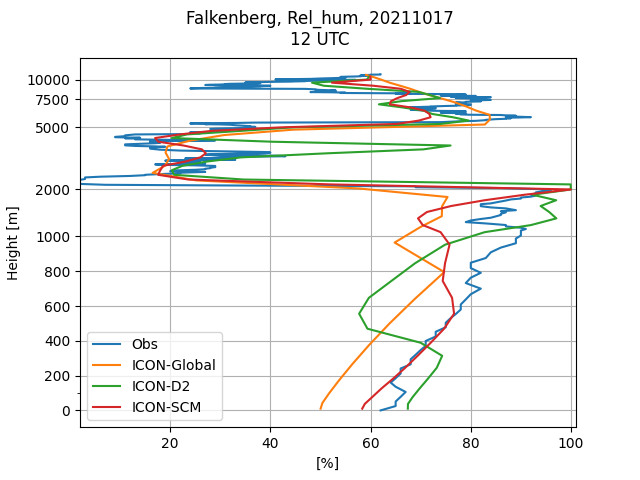 Falkenberg, Rel_hum, 20211017
12 UTC
10000
7500
5000
2000
1000
800
600
400
200
0
Height [m]
Obs
ICON-Global
ICON-D2
ICON-SCM
20 40 60 80 100
[%]